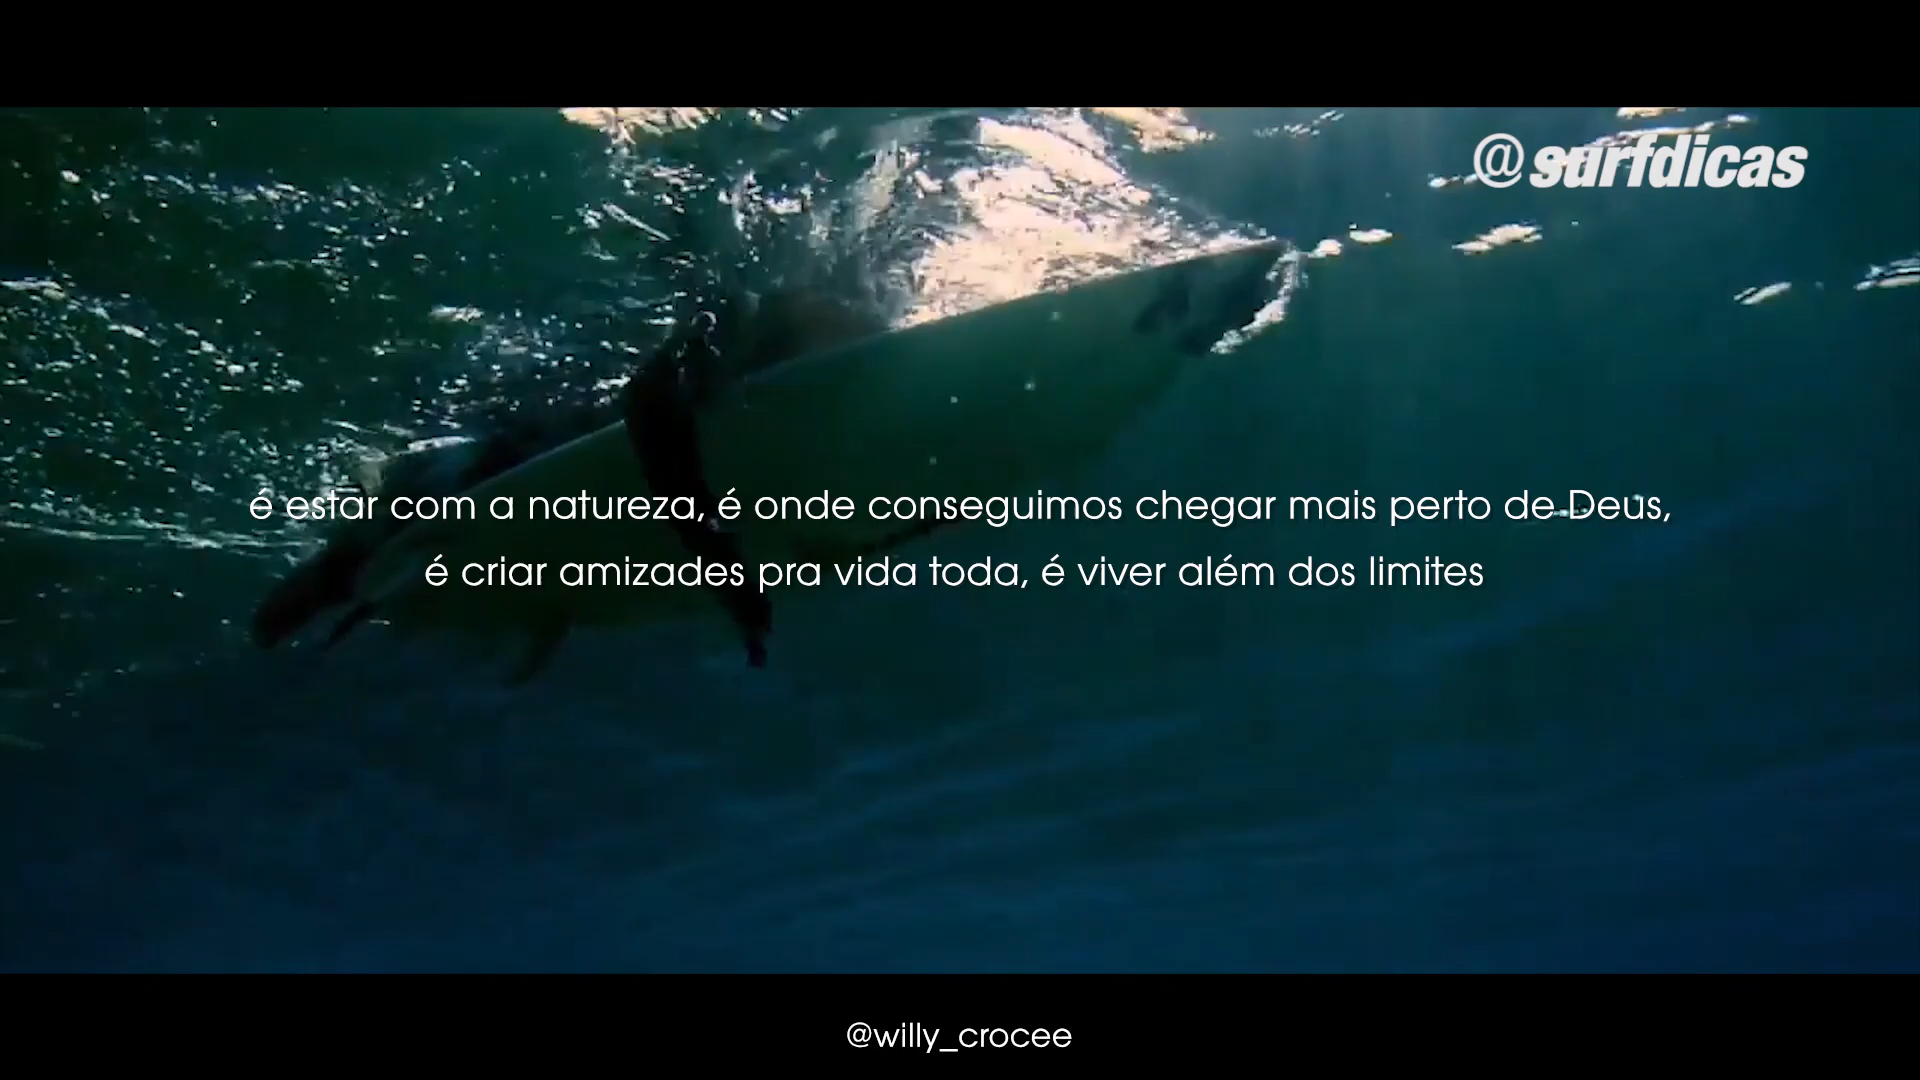 @surfdicas
é estar com a natureza, é onde conseguimos chegar mais perto de Deus,
é criar amizades pra vida toda, é viver além dos limites
@willy_crocee